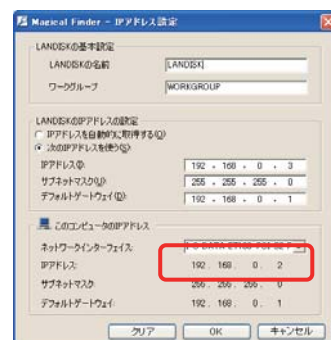 Magical Finder - IPアドレス設定
LANDISKの基本設定
LANDISKの名前 LANDISK
ワークグループ WORKGROUP
LANDISKのIPアドレスの設定
IPアドレスを自動的に取得する(O)
次のIPアドレスを使う(S)
IPアドレス(I): 192 . 168 . 0 . 3
サブネットマスク(U): 255 . 255 . 255 . 0
デフォルトゲートウェイ(D): 192 . 168 . 0 . 1
このコンピュータのIPアドレス
ネットワークインターフェイス:
IPアドレス: 192. 168. 0. 2
サブネットマスク: 255. 255. 255. 0
デフォルトゲートウェイ: 192. 168. 0. 1
クリア OK キャンセル